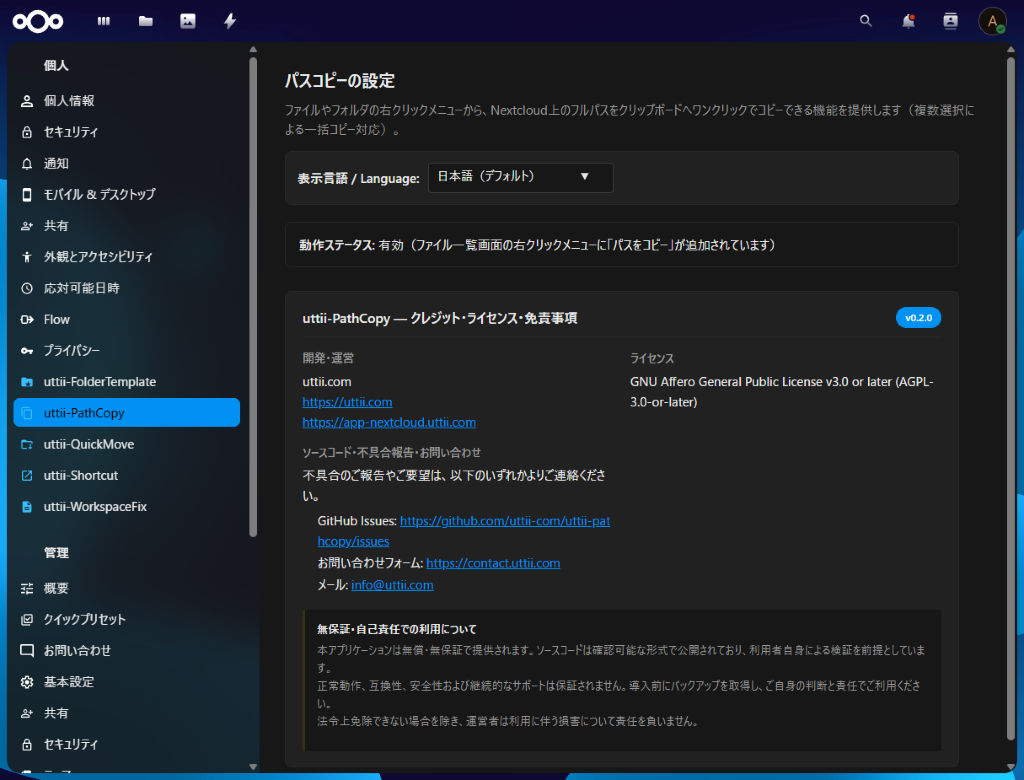 A
個人
個人情報
セキュリティ
通知
モバイル & デスクトップ
共有
外観とアクセシビリティ
応対可能日時
Flow
プライバシー
uttii-FolderTemplate
uttii-PathCopy
uttii-QuickMove
uttii-Shortcut
uttii-WorkspaceFix
管理
概要
クイックプリセット
お問い合わせ
基本設定
共有
セキュリティ
パスコピーの設定
ファイルやフォルダの右クリックメニューから、Nextcloud上のフルパスをクリップボードへワンクリックでコピーできる機能を提供します（複数選択に
よる一括コピー対応）。
表示言語 / Language: 日本語（デフォルト）
動作ステータス: 有効（ファイル一覧画面の右クリックメニューに「パスをコピー」が追加されています）
uttii-PathCopy — クレジット・ライセンス・免責事項
v0.2.0
開発・運営
uttii.com
https://uttii.com
https://app-nextcloud.uttii.com
ライセンス
GNU Affero General Public License v3.0 or later (AGPL-
3.0-or-later)
ソースコード・不具合報告・お問い合わせ
不具合のご報告やご要望は、以下のいずれかよりご連絡くださ
い。
GitHub Issues: https://github.com/uttii-com/uttii-pat
hcopy/issues
お問い合わせフォーム: https://contact.uttii.com
メール: info@uttii.com
無保証・自己責任での利用について
本アプリケーションは無償・無保証で提供されます。ソースコードは確認可能な形式で公開されており、利用者自身による検証を前提としていま
す。
正常動作、互換性、安全性および継続的なサポートは保証されません。導入前にバックアップを取得し、ご自身の判断と責任でご利用くださ
い。
法令上免除できない場合を除き、運営者は利用に伴う損害について責任を負いません。